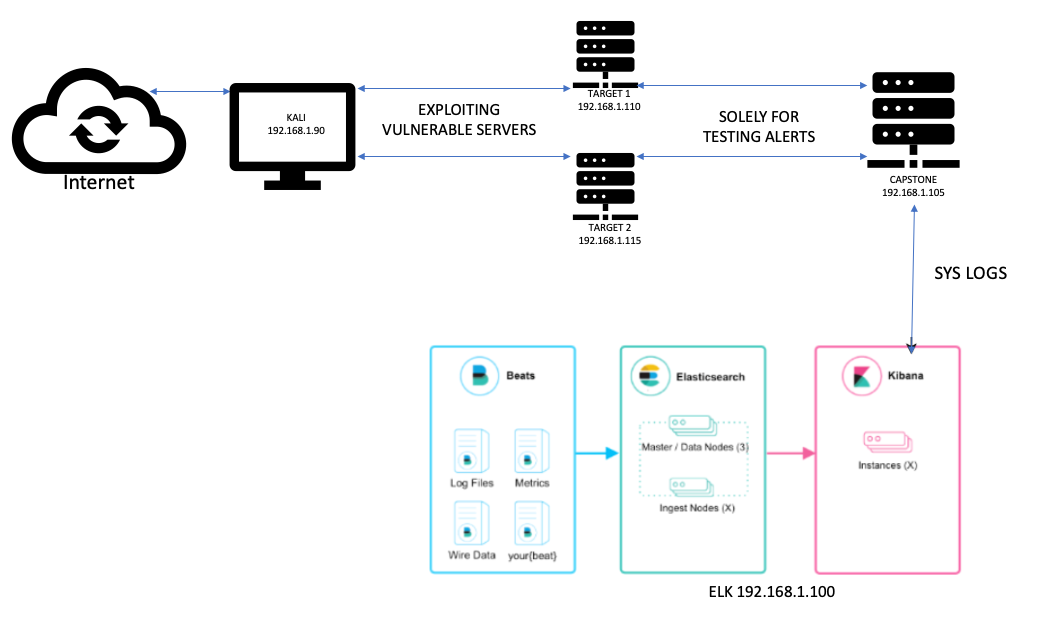 Internet
KALI
192.168.1.90
EXPLOITING
VULNERABLE SERVERS
TARGET 1
192.168.1.110
TARGET 2
192.168.1.115
SOLELY FOR
TESTING ALERTS
CAPSTONE
192.168.1.105
SYS LOGS
Beats
Log Files
Metrics
Wire Data
your{beat}
Elasticsearch
Master / Data Nodes (3)
Ingest Nodes (X)
Kibana
Instances (X)
ELK 192.168.1.100